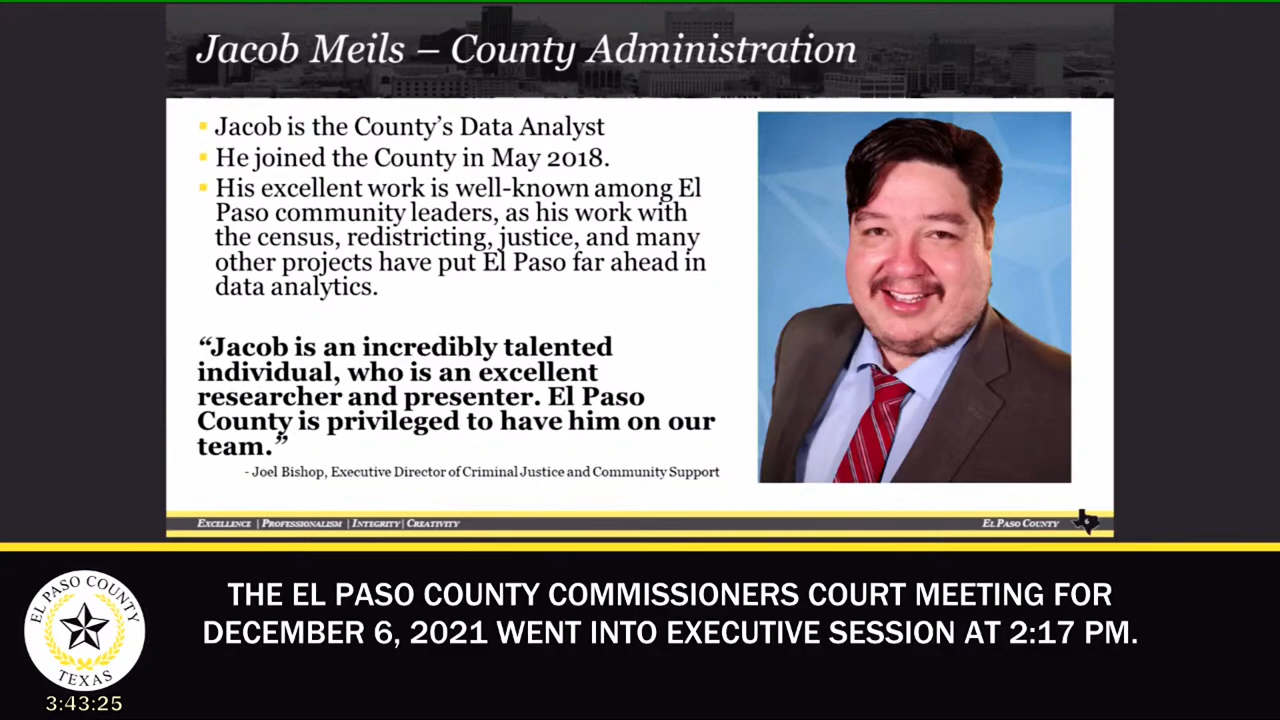 Jacob Meils – County Administration
Jacob is the County's Data Analyst
He joined the County in May 2018.
His excellent work is well-known among El
Paso community leaders, as his work with
the census, redistricting, justice, and many
other projects have put El Paso far ahead in
data analytics.
“Jacob is an incredibly talented
individual, who is an excellent
researcher and presenter. El Paso
County is privileged to have him on our
team.”
- Joel Bishop, Executive Director of Criminal Justice and Community Support
EXCELLENCE | PROFESSIONALISM | INTEGRITY | CREATIVITY
EL PASO COUNTY
6
THE EL PASO COUNTY COMMISSIONERS COURT MEETING FOR
DECEMBER 6, 2021 WENT INTO EXECUTIVE SESSION AT 2:17 PM.
EL PASO COUNTY
TEXAS
3:43:25